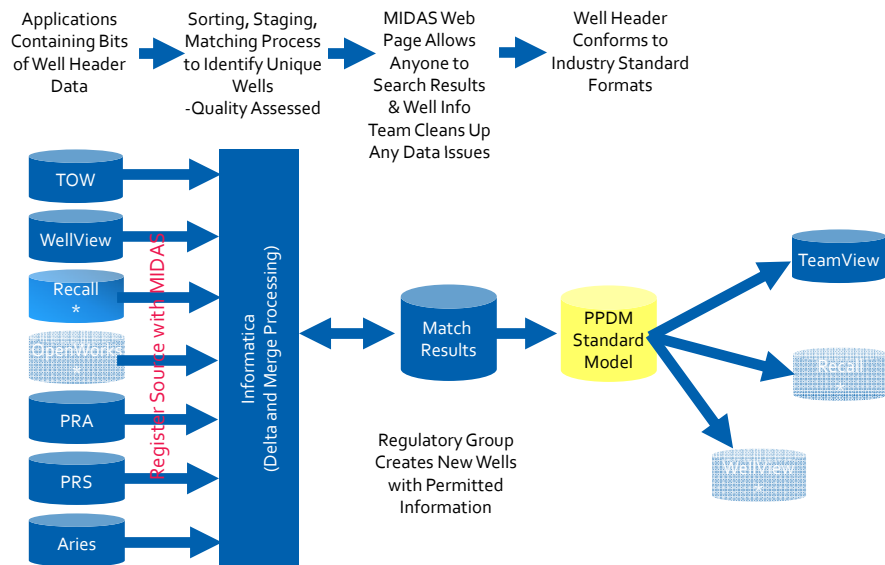 Applications
Containing Bits
of Well Header
Data
Sorting, Staging,
Matching Process
to Identify Unique
Wells
-Quality Assessed
MIDAS Web
Page Allows
Anyone to
Search Results
& Well Info
Team Cleans Up
Any Data Issues
Well Header
Conforms to
Industry Standard
Formats
TOW
WellView
Recall
*
OpenWorks
*
PRA
PRS
Aries
Register Source with MIDAS
Informatica
(Delta and Merge Processing)
Match
Results
PPDM
Standard
Model
TeamView
Recall
*
WellView
*
Regulatory Group
Creates New Wells
with Permitted
Information